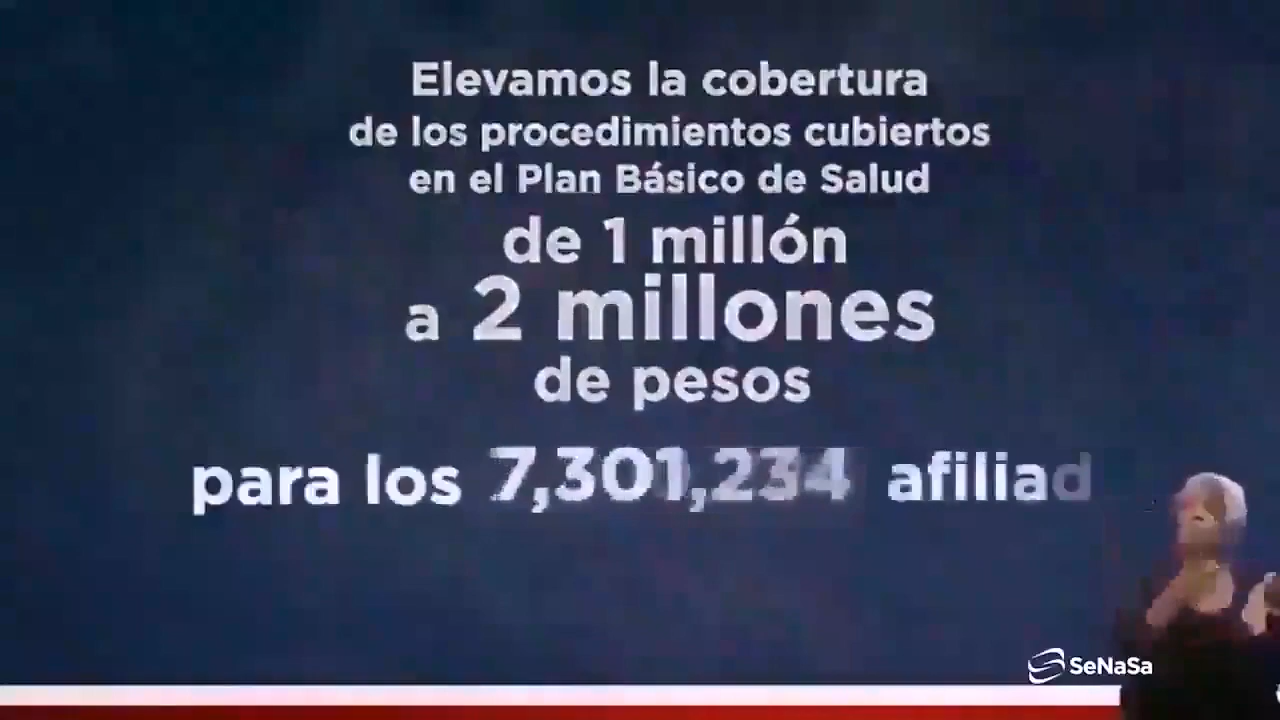 Elevamos la cobertura
de los procedimientos cubiertos
en el Plan Básico de Salud
de 1 millón
a 2 millones
de pesos
para los 7,301,234 afiliad
SeNaSa